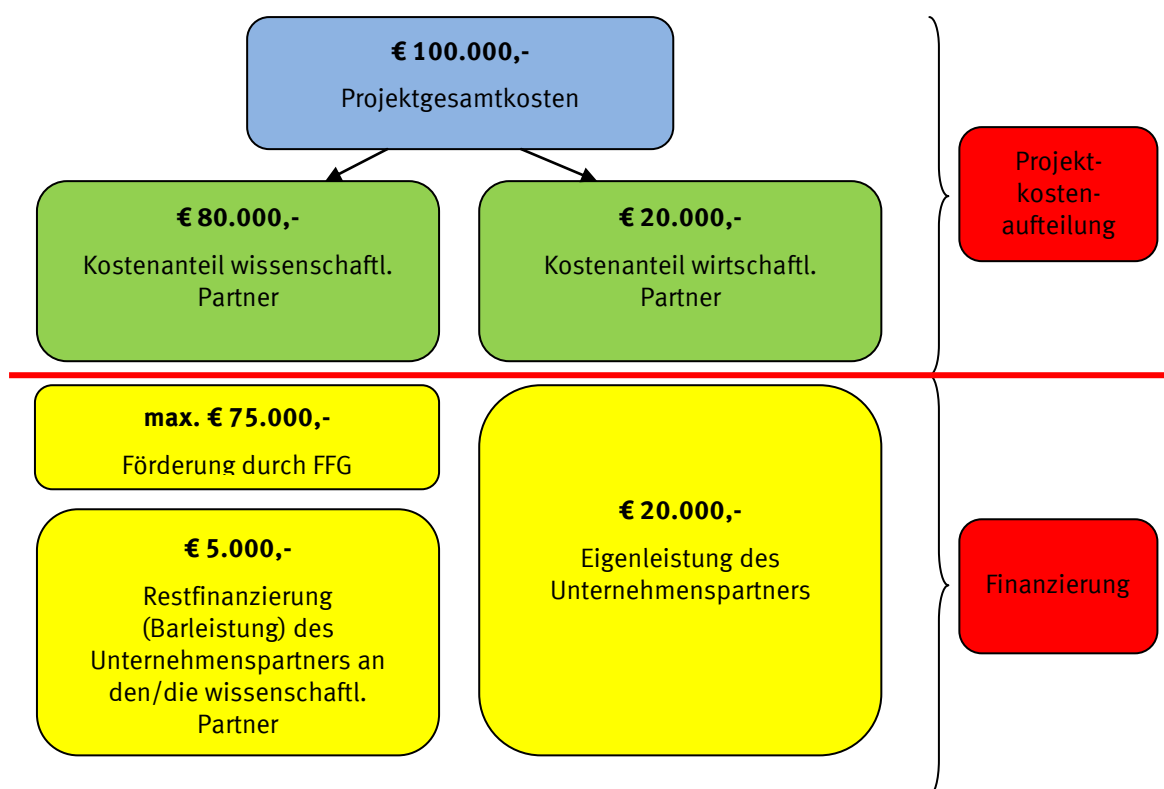 € 100.000,-
Projektgesamtkosten
€ 80.000,-
Kostenanteil wissenschaftl.
Partner
€ 20.000,-
Kostenanteil wirtschaftl.
Partner
Projekt-
kosten-
aufteilung
max. € 75.000,-
Förderung durch FFG
€ 5.000,-
Restfinanzierung
(Barleistung) des
Unternehmenspartners an
den/die wissenschaftl.
Partner
€ 20.000,-
Eigenleistung des
Unternehmenspartners
Finanzierung